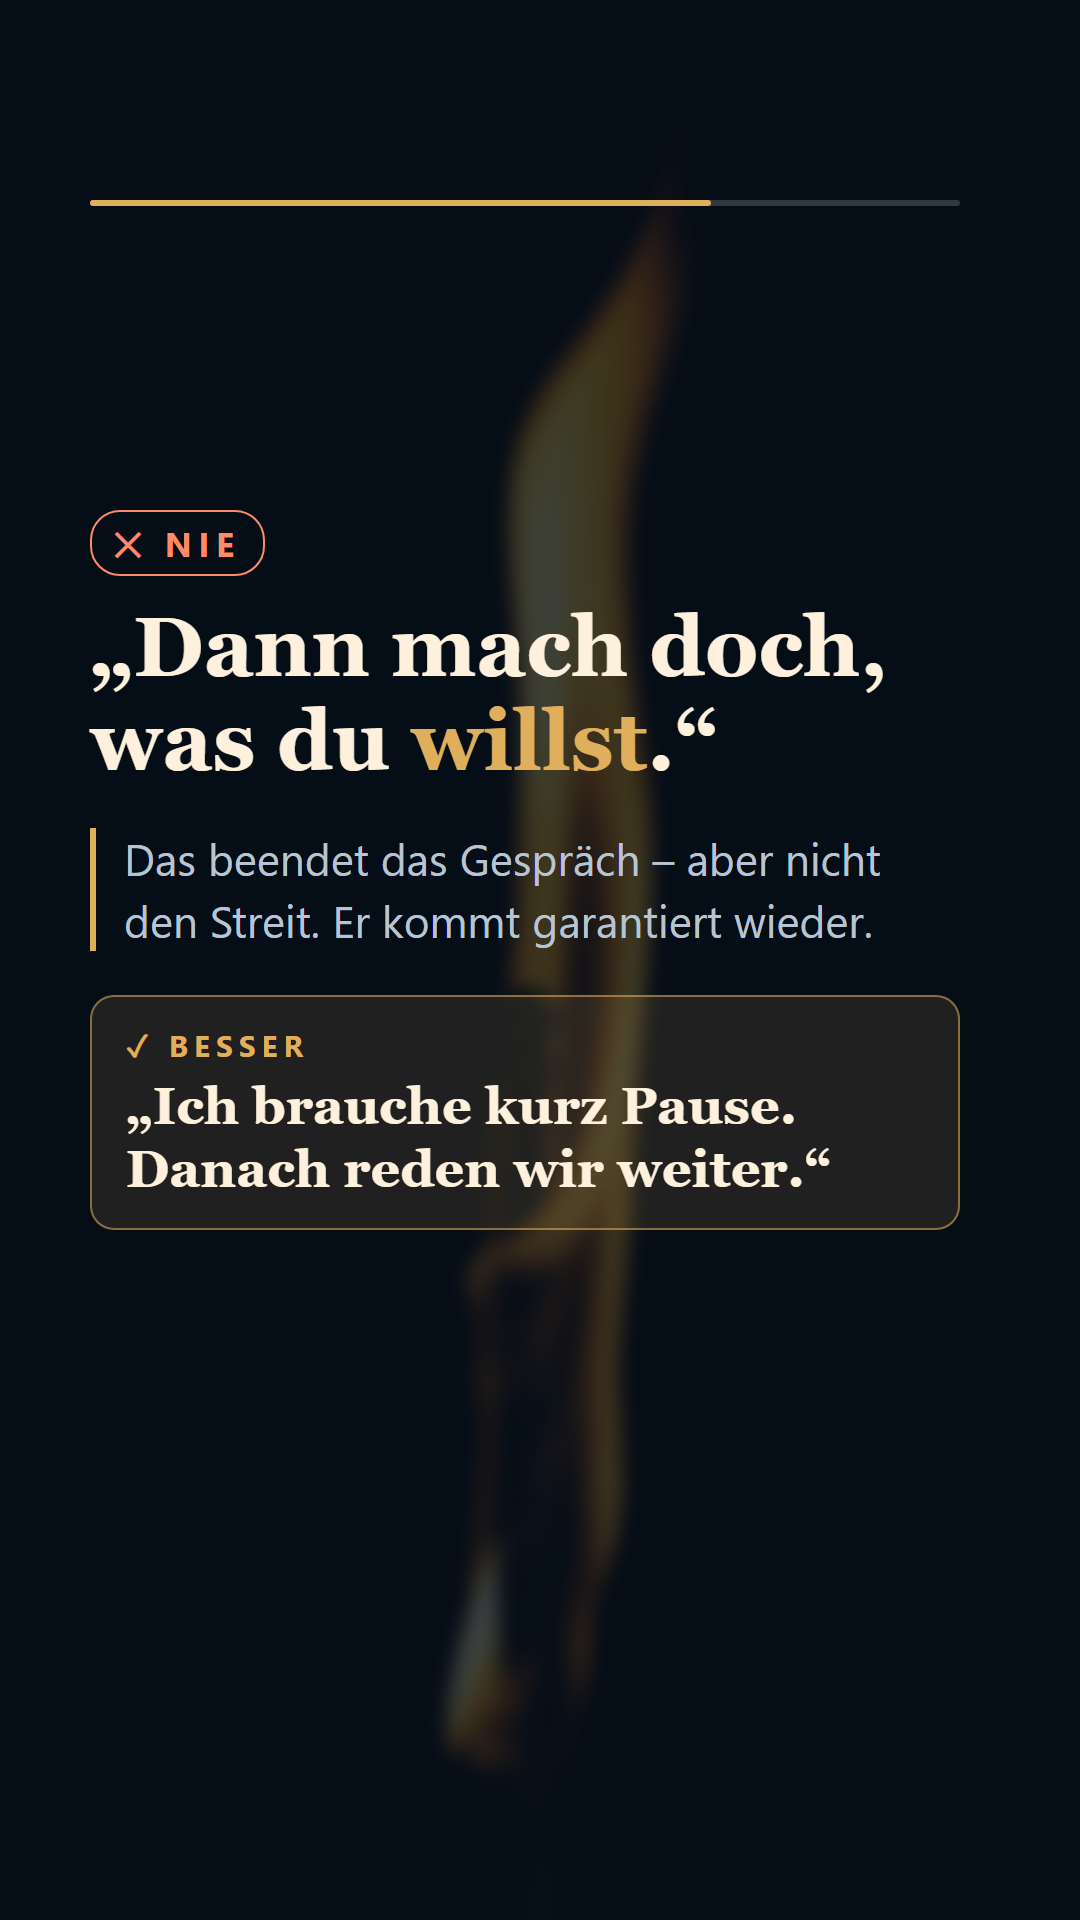 ✕ NIE
„Dann mach doch,
was du willst.“
Das beendet das Gespräch – aber nicht
den Streit. Er kommt garantiert wieder.
✓ BESSER
„Ich brauche kurz Pause.
Danach reden wir weiter.“